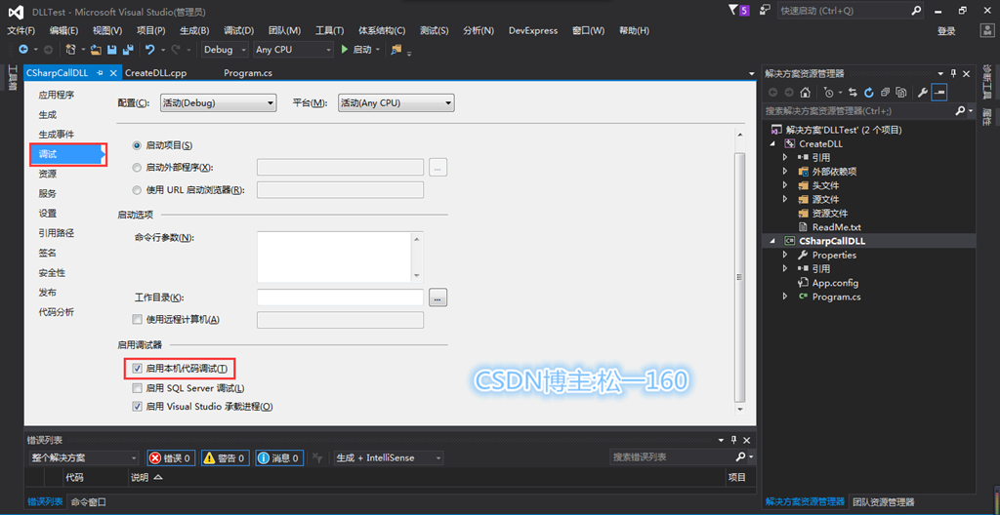 DLLTest - Microsoft Visual Studio(管理员)
5
快速启动 (Ctrl+Q)
文件(F) 编辑(E) 视图(V) 项目(P) 生成(B) 调试(D) 团队(M) 工具(T) 体系结构(C) 测试(S) 分析(N) DevExpress 窗口(W) 帮助(H) 登录
Debug Any CPU 启动
工具箱
CSharpCallDLL CreateDLL.cpp Program.cs
应用程序
生成
生成事件
调试
资源
服务
设置
引用路径
签名
安全性
发布
代码分析
配置(C): 活动(Debug) 平台(M): 活动(Any CPU)
启动项目(S)
启动外部程序(X):
...
使用 URL 启动浏览器(R):
启动选项
命令行参数(N):
工作目录(K):
...
使用远程计算机(A)
启用调试器
启用本机代码调试(T)
启用 SQL Server 调试(L)
启用 Visual Studio 承载进程(O)
CSDN博主:松一160
解决方案资源管理器
搜索解决方案资源管理器(Ctrl+;)
解决方案'DLLTest' (2 个项目)
CreateDLL
引用
外部依赖项
头文件
源文件
资源文件
ReadMe.txt
CSharpCallDLL
Properties
引用
App.config
Program.cs
诊断工具
属性
错误列表
整个解决方案 错误 0 警告 0 消息 0 生成 + IntelliSense 搜索错误列表
代码 说明 项目
错误列表 命令窗口
解决方案资源管理器 团队资源管理器